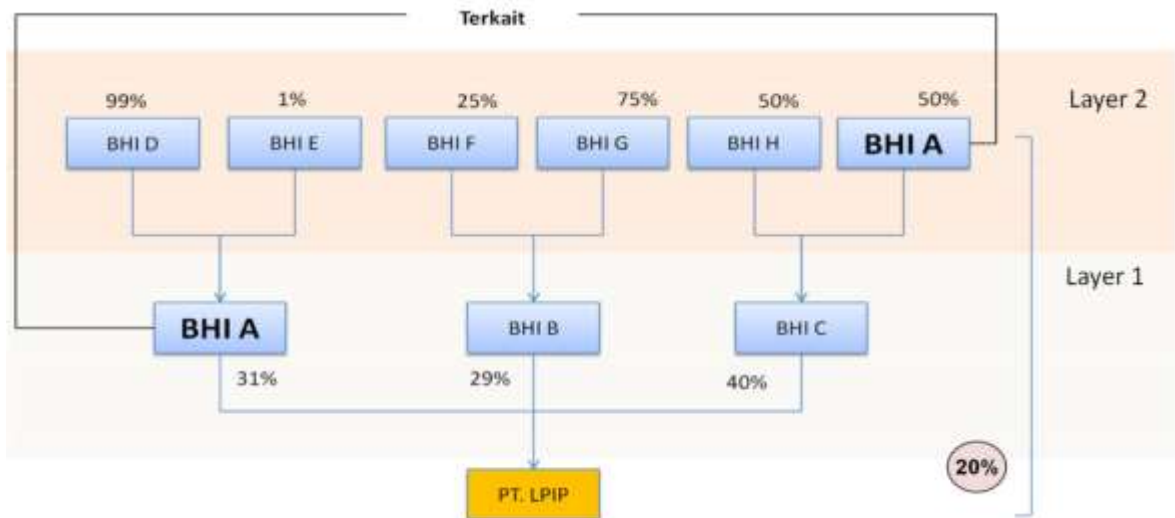 Terkait
99% 1% 25% 75% 50% 50% Layer 2
BHI D BHI E BHI F BHI G BHI H BHI A
Layer 1
BHI A BHI B BHI C
31% 29% 40%
20%
PT. LPIP